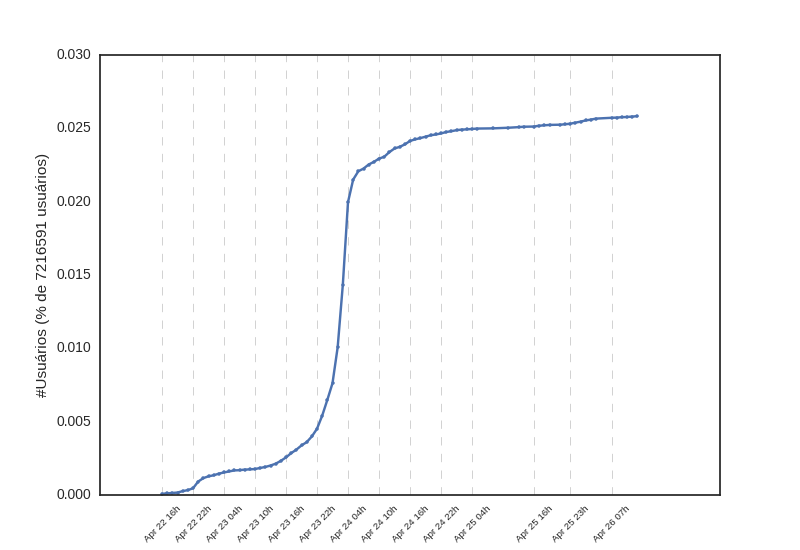 0.030
0.025
0.020
0.015
0.010
0.005
0.000
#Usuários (% de 7216591 usuários)
Apr 22 16h
Apr 22 22h
Apr 23 04h
Apr 23 10h
Apr 23 16h
Apr 23 22h
Apr 24 04h
Apr 24 10h
Apr 24 16h
Apr 24 22h
Apr 25 04h
Apr 25 16h
Apr 25 23h
Apr 26 07h